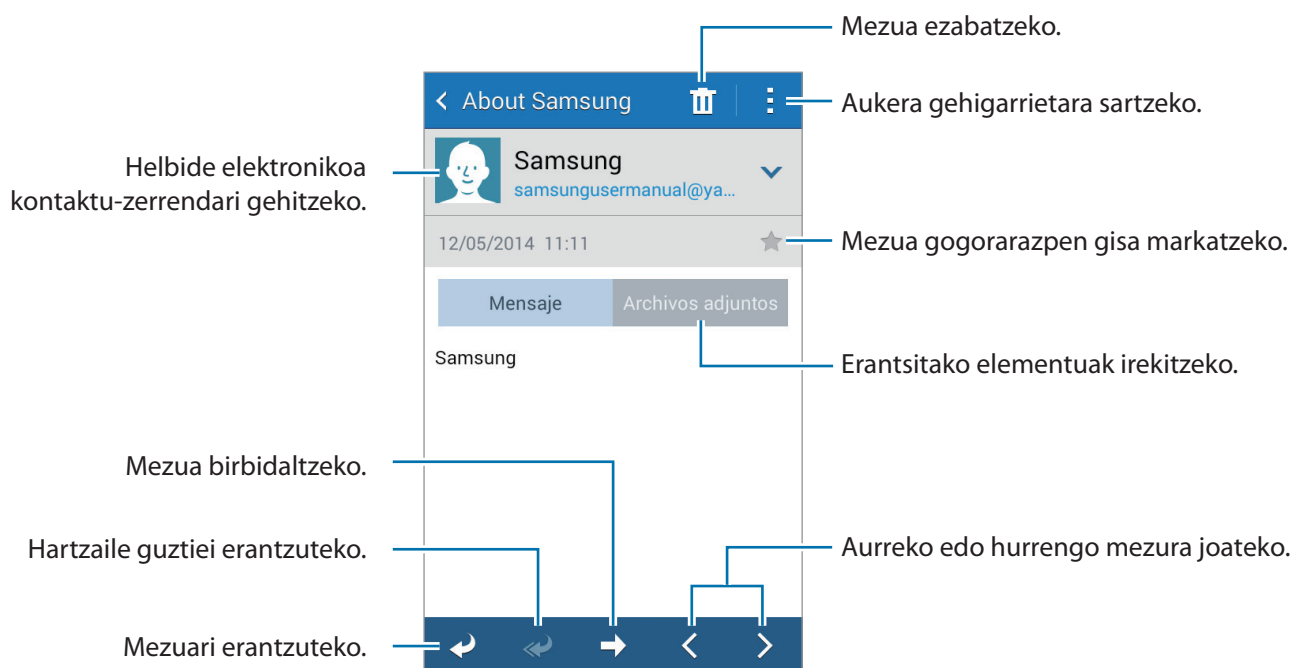 Mezua ezabatzeko.
About Samsung
Aukera gehigarrietara sartzeko.
Helbide elektronikoa
kontaktu-zerrendari gehitzeko.
Samsung
samsungusermanual@ya...
12/05/2014 11:11
Mezua gogorarazpen gisa markatzeko.
Mensaje
Archivos adjuntos
Samsung
Erantsitako elementuak irekitzeko.
Mezua birbidaltzeko.
Hartzaile guztiei erantzuteko.
Aurreko edo hurrengo mezura joateko.
Mezuari erantzuteko.